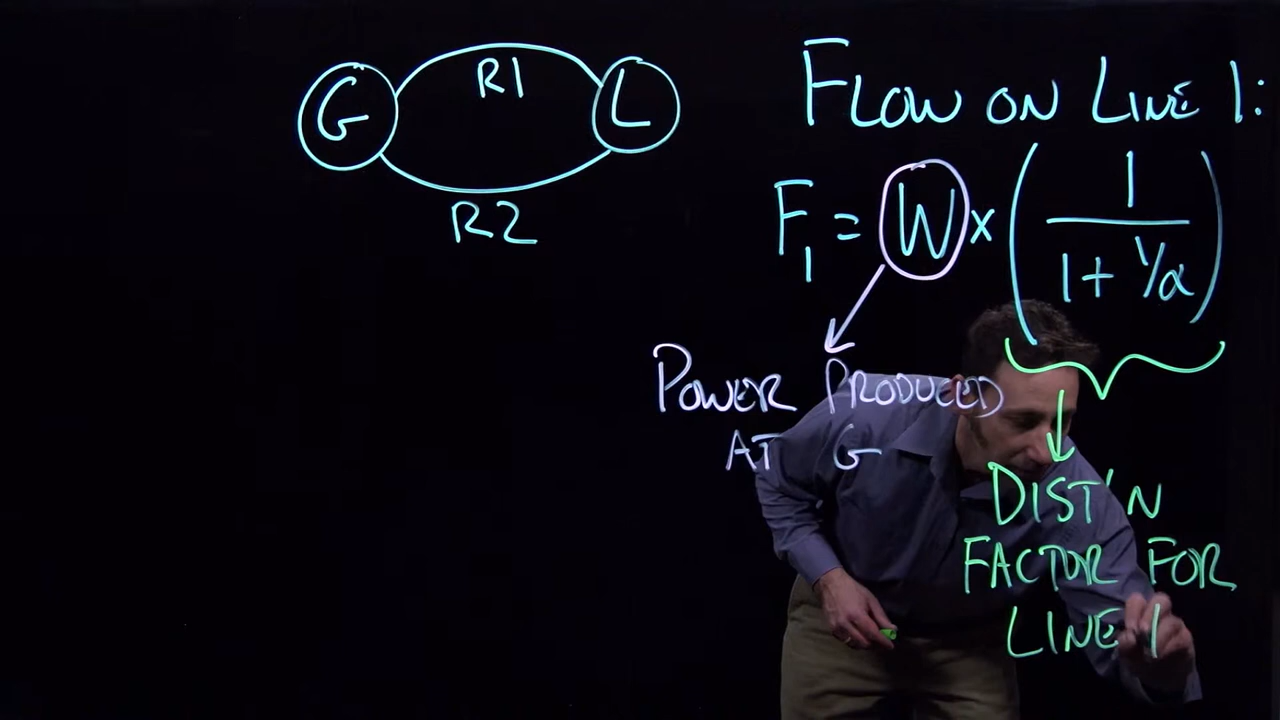 G R1 L
R2
FLOW ON LINE 1:
F₁ = W × ( 1 / 1 + 1/α )
POWER PRODUCED
AT G
DIST'N
FACTOR FOR
LINE 1